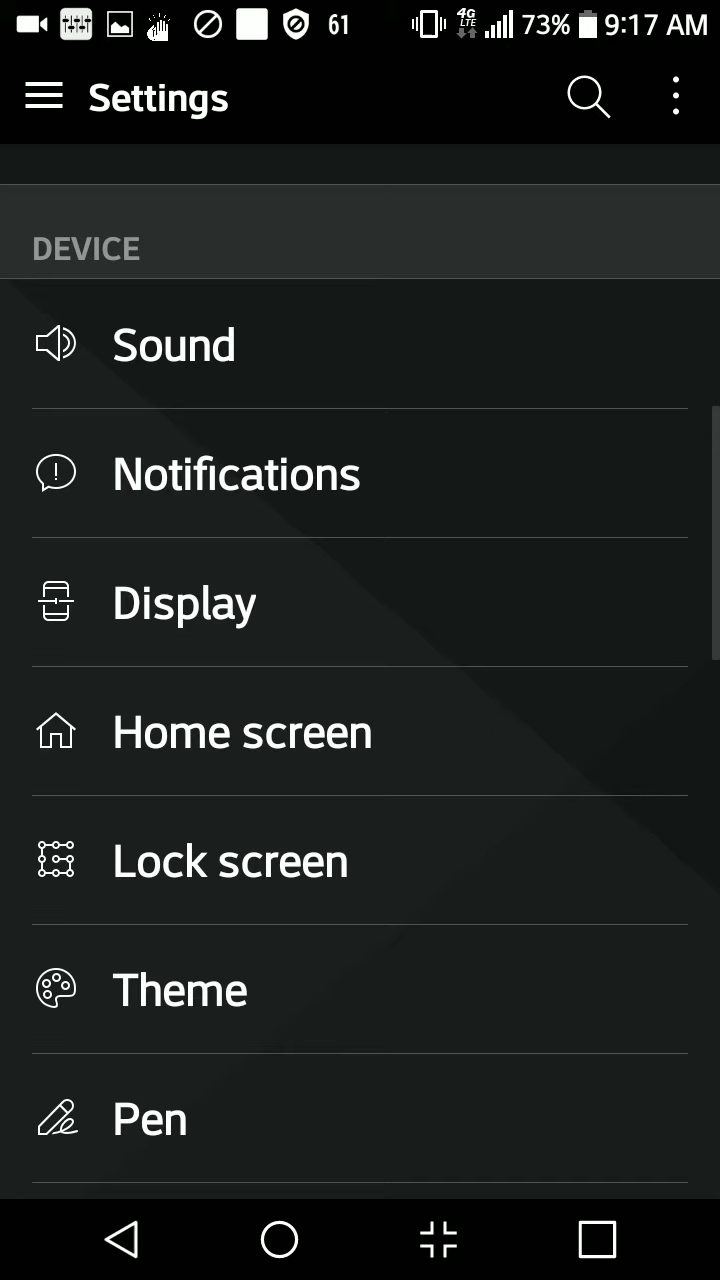 61 4G LTE 73% 9:17 AM
Settings
DEVICE
Sound
Notifications
Display
Home screen
Lock screen
Theme
Pen